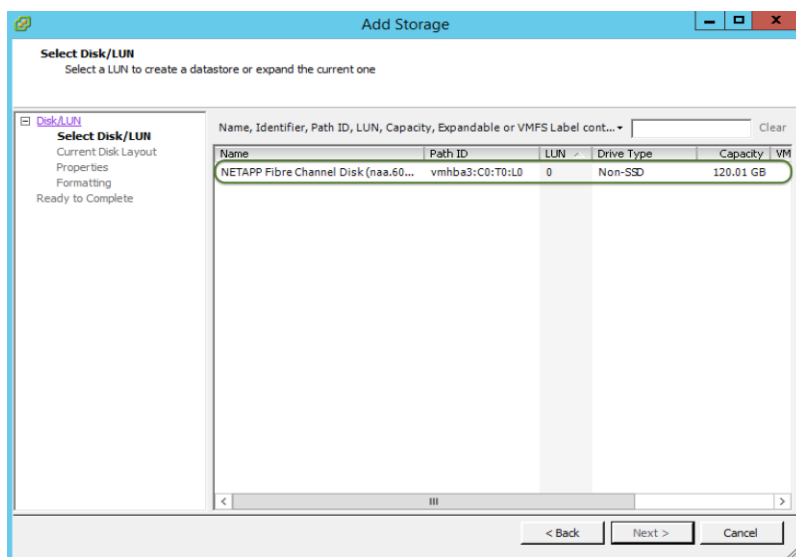 Add Storage
Select Disk/LUN
Select a LUN to create a datastore or expand the current one
Disk/LUN
Select Disk/LUN
Current Disk Layout
Properties
Formatting
Ready to Complete
Name, Identifier, Path ID, LUN, Capacity, Expandable or VMFS Label cont... Clear
Name Path ID LUN Drive Type Capacity VM
NETAPP Fibre Channel Disk (naa.60... vmhba3:C0:T0:L0 0 Non-SSD 120.01 GB
< Back Next > Cancel